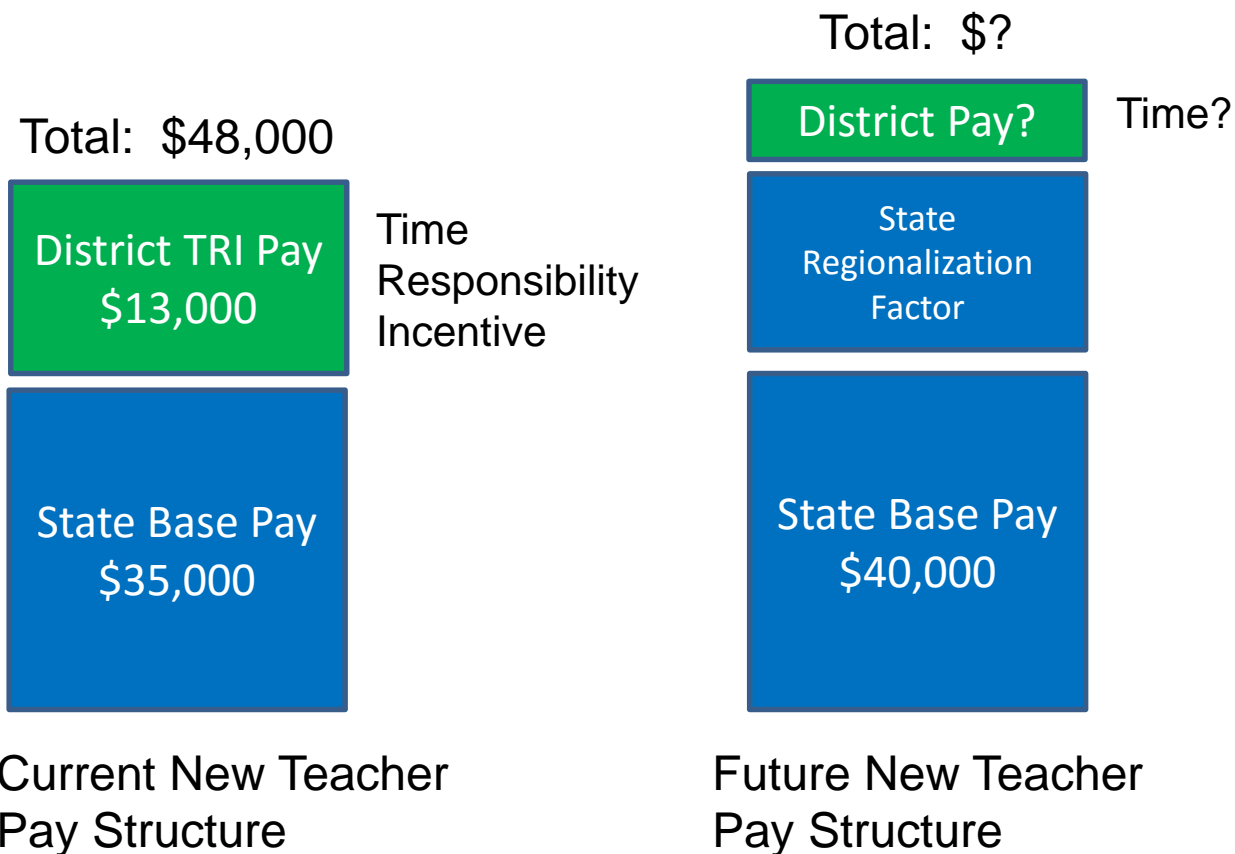 Total: $48,000
District TRI Pay
$13,000
Time
Responsibility
Incentive
State Base Pay
$35,000
Current New Teacher
Pay Structure
Total: $?
District Pay?
Time?
State
Regionalization
Factor
State Base Pay
$40,000
Future New Teacher
Pay Structure